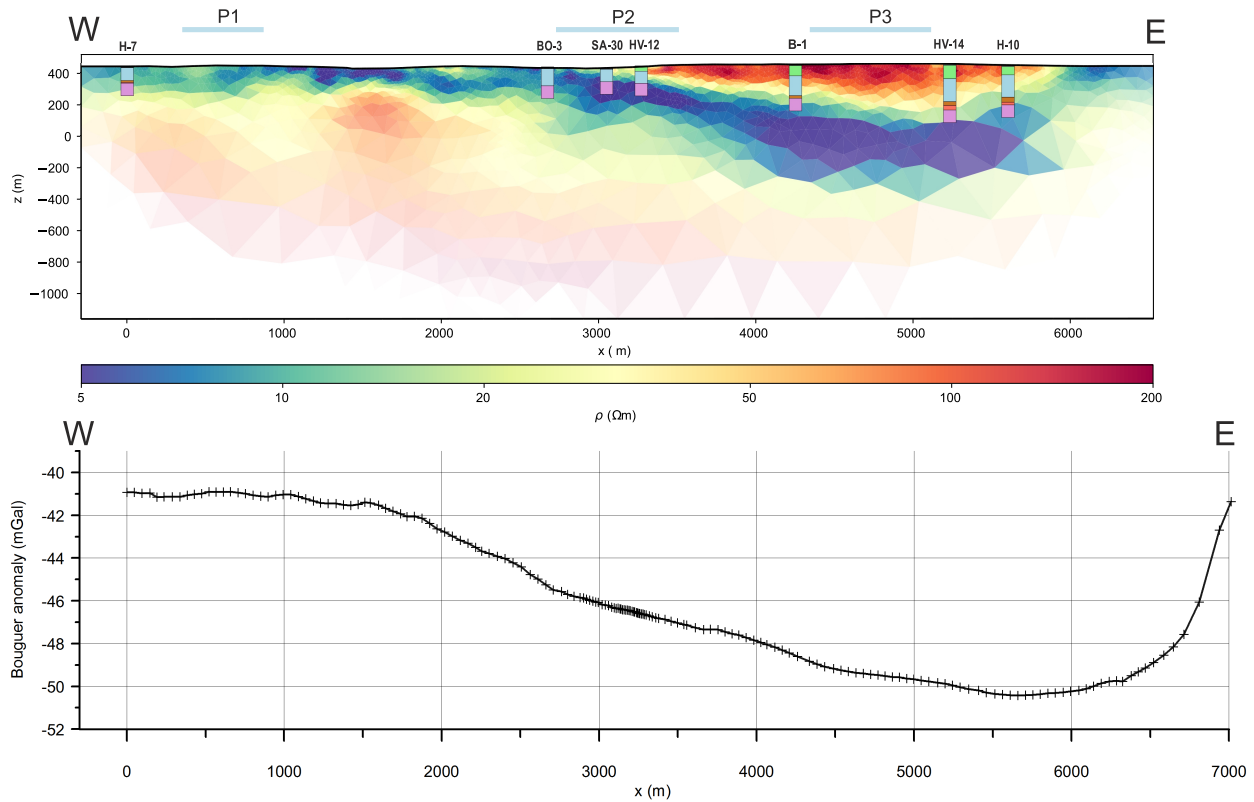 W P1 P2 P3 E
H-7 BO-3 SA-30 HV-12 B-1 HV-14 H-10
400
200
0
−200
−400
−600
−800
−1000
z (m)
0 1000 2000 3000 4000 5000 6000
x ( m)
5 10 20 50 100 200
ρ (Ωm)
W E
-40
-42
-44
-46
-48
-50
-52
Bouguer anomaly (mGal)
0 1000 2000 3000 4000 5000 6000 7000
x (m)